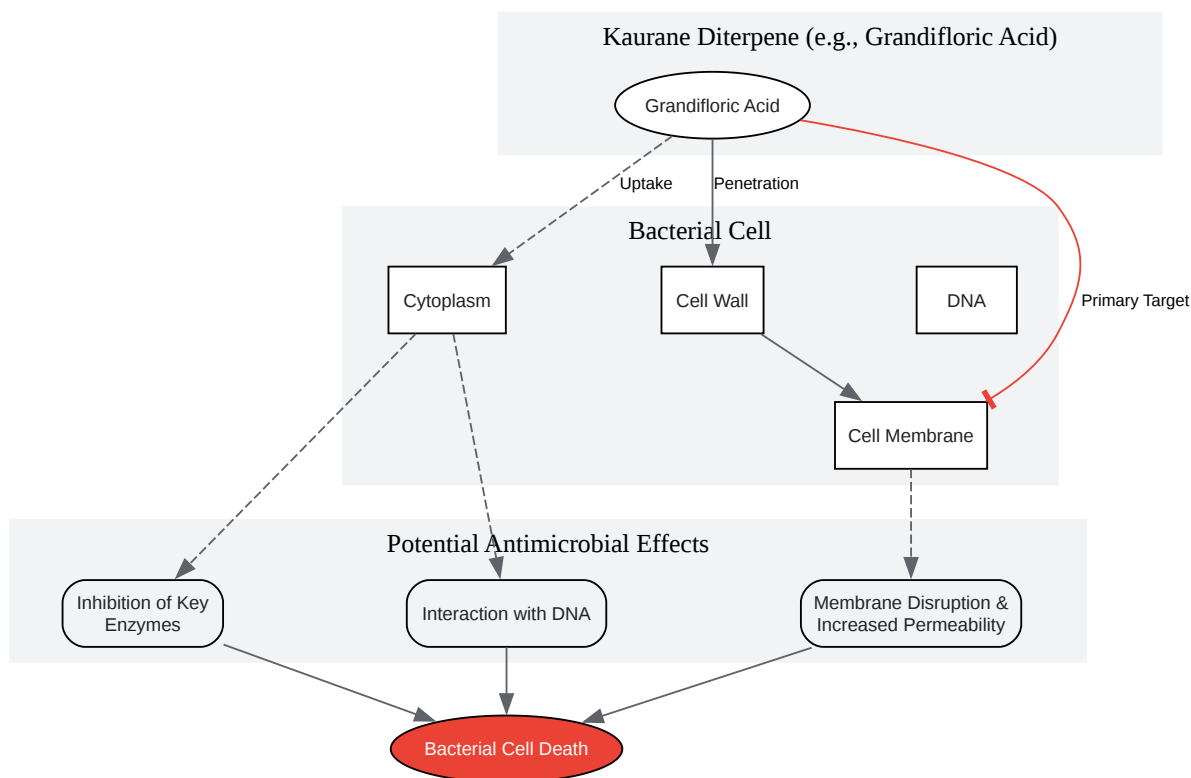 Kaurane Diterpene (e.g., Grandifloric Acid)
Grandifloric Acid
Uptake
Penetration
Bacterial Cell
Cytoplasm
Cell Wall
DNA
Primary Target
Cell Membrane
Potential Antimicrobial Effects
Inhibition of Key
Enzymes
Interaction with DNA
Membrane Disruption &
Increased Permeability
Bacterial Cell Death